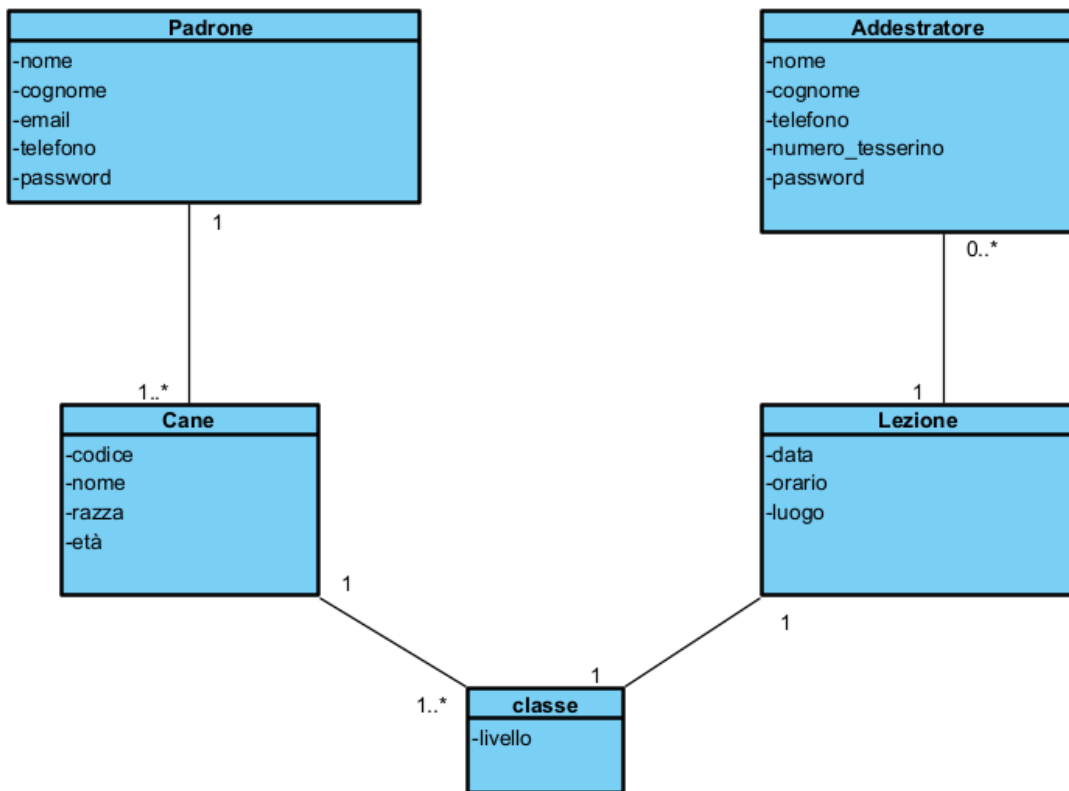 Padrone
-nome
-cognome
-email
-telefono
-password
1
Addestratore
-nome
-cognome
-telefono
-numero_tesserino
-password
0..*
1..*
Cane
-codice
-nome
-razza
-età
1
1
Lezione
-data
-orario
-luogo
1
1..*
1
classe
-livello